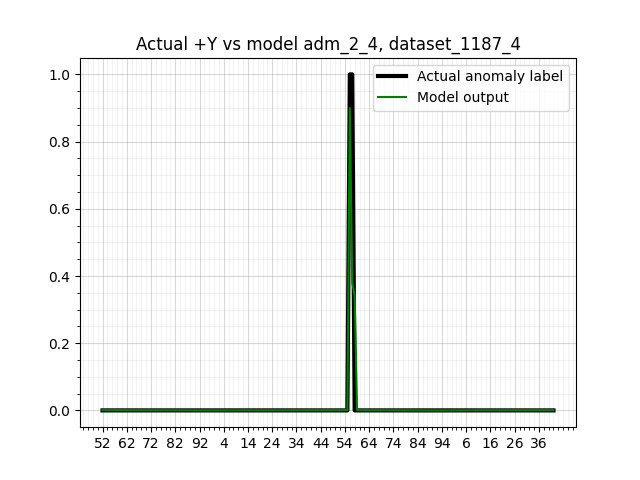 Actual +Y vs model adm_2_4, dataset_1187_4
Actual anomaly label
Model output
1.0
0.8
0.6
0.4
0.2
0.0
52 62 72 82 92 4 14 24 34 44 54 64 74 84 94 6 16 26 36